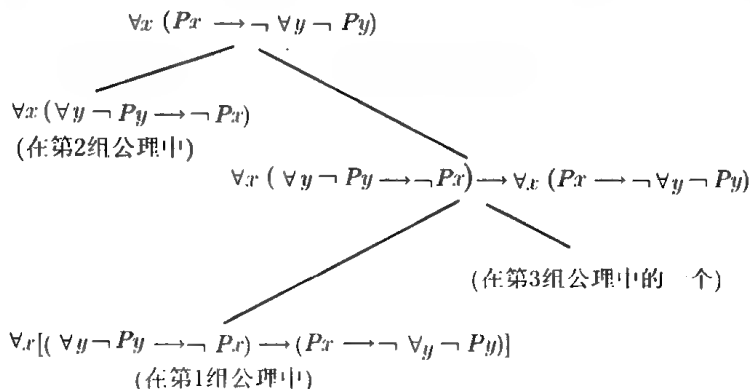 ∀x (Px ⟶ ¬ ∀y ¬ Py)
∀x (∀y ¬ Py ⟶ ¬ Px)
(在第2组公理中)
∀x ( ∀y ¬ Py ⟶ ¬Px) ⟶ ∀x (Px ⟶ ¬ ∀y ¬ Py)
(在第3组公理中的 个)
∀x[( ∀y ¬ Py ⟶ ¬ Px) ⟶ (Px ⟶ ¬ ∀y ¬ Py)]
(在第1组公理中)